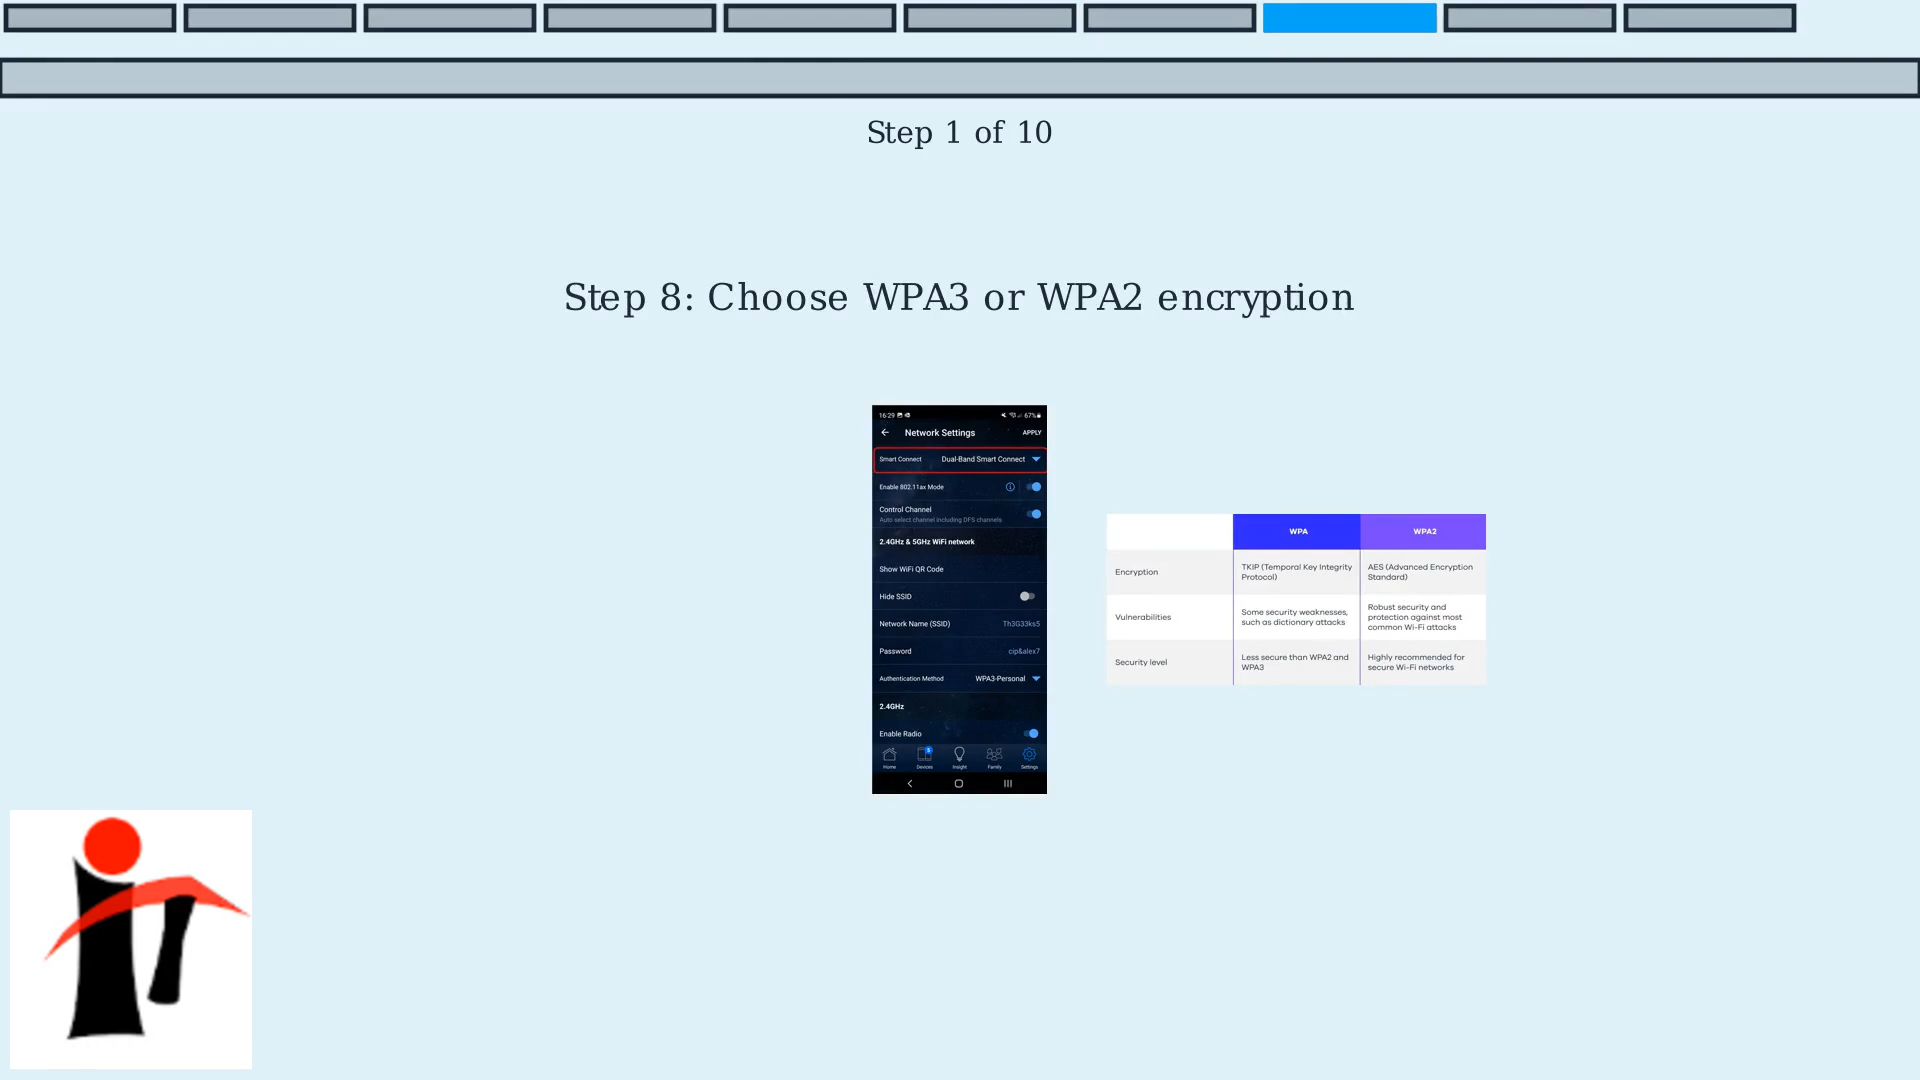 Step 1 of 10
Step 8: Choose WPA3 or WPA2 encryption
16:29 67%
Network Settings APPLY
Smart Connect Dual-Band Smart Connect
Enable 802.11ax Mode
Control Channel
Auto select channel including DFS channels
2.4GHz & 5GHz WiFi network
Show WiFi QR Code
Hide SSID
Network Name (SSID) Th3G33ks5
Password cip&alex7
Authentication Method WPA3-Personal
2.4GHz
Enable Radio
5
Home Devices Insight Family Settings
WPA WPA2
Encryption
TKIP (Temporal Key Integrity
Protocol)
AES (Advanced Encryption
Standard)
Vulnerabilities
Some security weaknesses,
such as dictionary attacks
Robust security and
protection against most
common Wi-Fi attacks
Security level
Less secure than WPA2 and
WPA3
Highly recommended for
secure Wi-Fi networks